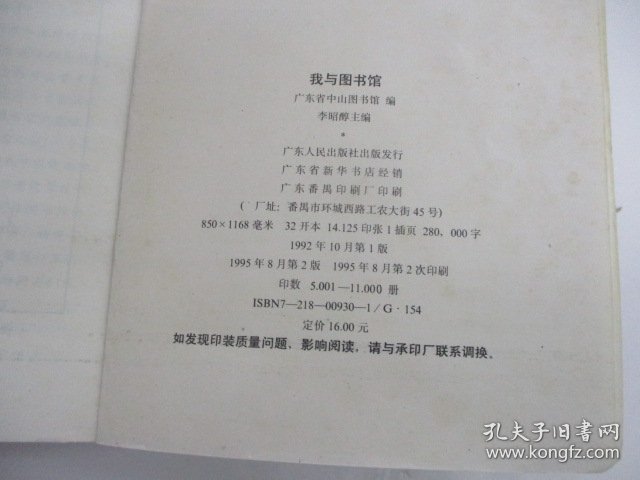 我与图书馆
广东省中山图书馆 编
李昭醇主编
*
广东人民出版社出版发行
广东省新华书店经销
广东番禺印刷厂印刷
(厂址:番禺市环城西路工农大街45号)
850×1168毫米 32开本 14.125印张1插页 280,000字
1992年10月第1版
1995年8月第2版 1995年8月第2次印刷
印数 5.001—11.000册
ISBN7—218—00930—1/G·154
定价16.00元
如发现印装质量问题、影响阅读,请与承印厂联系调换。
孔夫子旧书网
www.kongfz.com